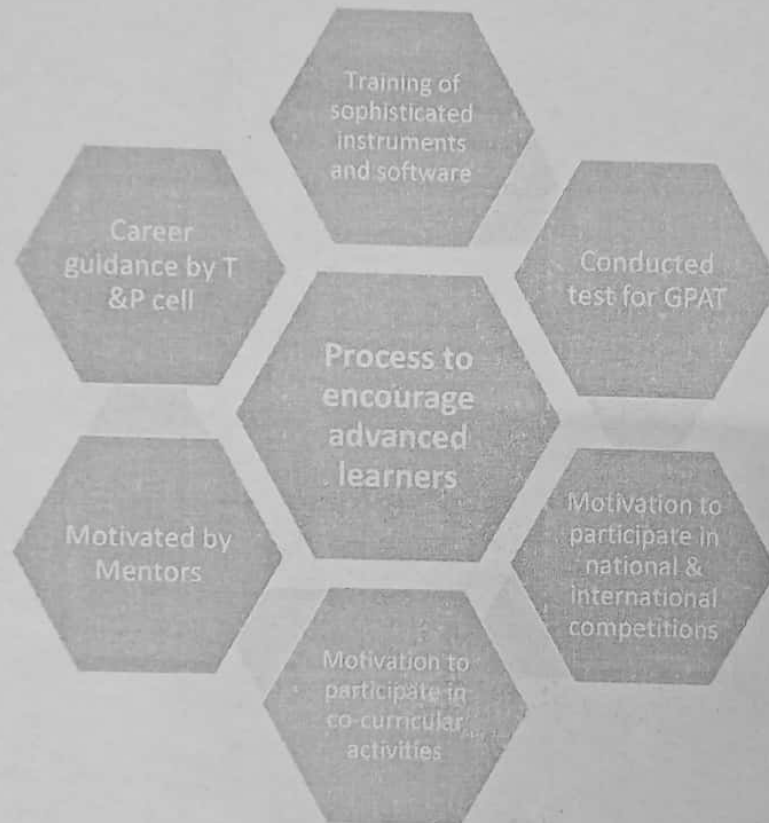 Training of
sophisticated
instruments
and software
Career
guidance by T
&P cell
Conducted
test for GPAT
Process to
encourage
advanced
learners
Motivated by
Mentors
Motivation to
participate in
national &
international
competitions
Motivation to
participate in
co-curricular
activities